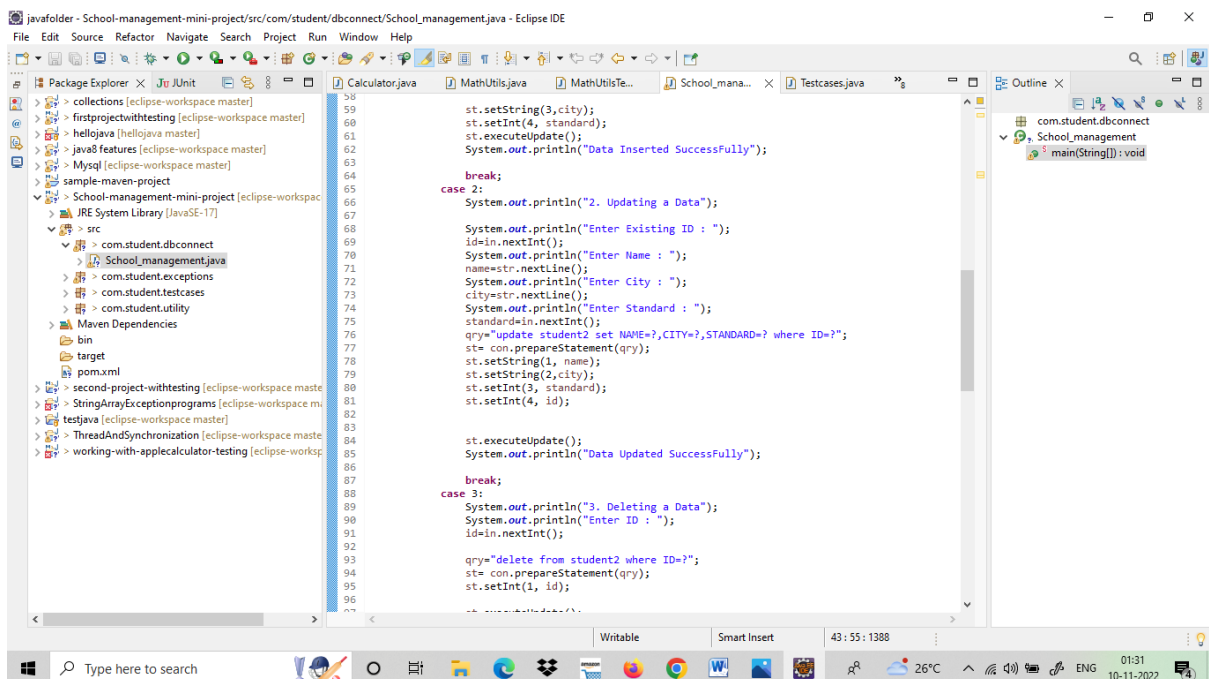 javafolder - School-management-mini-project/src/com/student/dbconnect/School_management.java - Eclipse IDE
File Edit Source Refactor Navigate Search Project Run Window Help
Package Explorer
JUnit
> collections [eclipse-workspace master]
> firstprojectwithtesting [eclipse-workspace master]
> hellojava [hellojava master]
> java8 features [eclipse-workspace master]
> Mysql [eclipse-workspace master]
sample-maven-project
> School-management-mini-project [eclipse-workspac
JRE System Library [JavaSE-17]
> src
> com.student.dbconnect
School_management.java
> com.student.exceptions
> com.student.testcases
> com.student.utility
Maven Dependencies
bin
target
pom.xml
> second-project-withtesting [eclipse-workspace maste
> StringArrayExceptionprograms [eclipse-workspace ma
testjava [eclipse-workspace master]
> ThreadAndSynchronization [eclipse-workspace maste
> working-with-applecalculator-testing [eclipse-worksp
Calculator.java MathUtils.java MathUtilsTe... School_mana... Testcases.java »8
58
59 st.setString(3,city);
60 st.setInt(4, standard);
61 st.executeUpdate();
62 System.out.println("Data Inserted SuccessFully");
63
64 break;
65 case 2:
66 System.out.println("2. Updating a Data");
67
68 System.out.println("Enter Existing ID : ");
69 id=in.nextInt();
70 System.out.println("Enter Name : ");
71 name=str.nextLine();
72 System.out.println("Enter City : ");
73 city=str.nextLine();
74 System.out.println("Enter Standard : ");
75 standard=in.nextInt();
76 qry="update student2 set NAME=?,CITY=?,STANDARD=? where ID=?";
77 st= con.prepareStatement(qry);
78 st.setString(1, name);
79 st.setString(2,city);
80 st.setInt(3, standard);
81 st.setInt(4, id);
82
83
84 st.executeUpdate();
85 System.out.println("Data Updated SuccessFully");
86
87 break;
88 case 3:
89 System.out.println("3. Deleting a Data");
90 System.out.println("Enter ID : ");
91 id=in.nextInt();
92
93 qry="delete from student2 where ID=?";
94 st= con.prepareStatement(qry);
95 st.setInt(1, id);
96
Outline
com.student.dbconnect
School_management
main(String[]) : void
Writable Smart Insert 43 : 55 : 1388
Type here to search
26°C ENG 01:31
10-11-2022